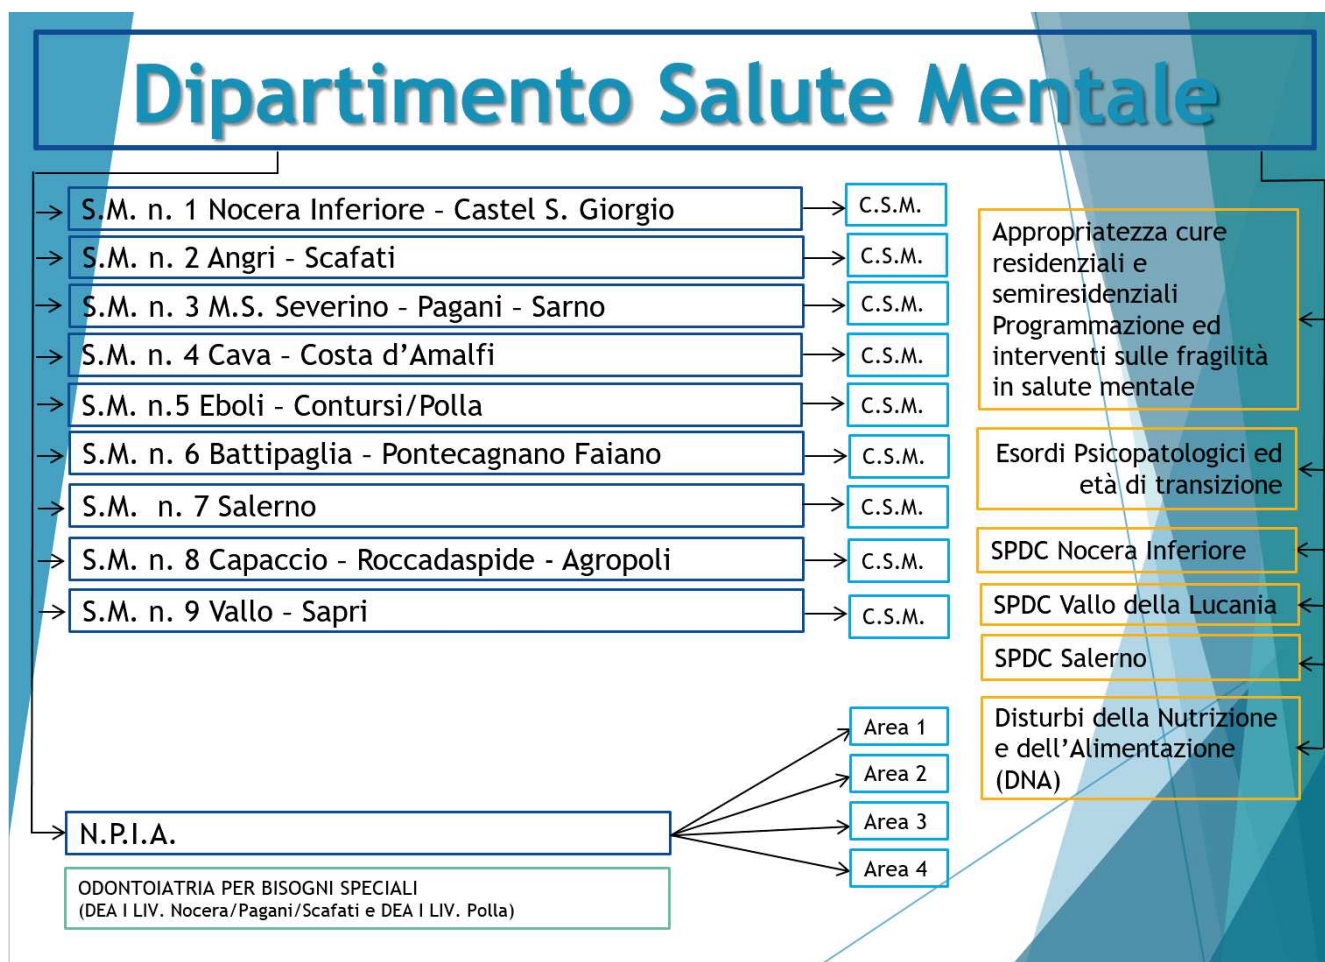 Dipartimento Salute Mentale
S.M. n. 1 Nocera Inferiore – Castel S. Giorgio
C.S.M.
S.M. n. 2 Angri – Scafati
C.S.M.
S.M. n. 3 M.S. Severino – Pagani – Sarno
C.S.M.
S.M. n. 4 Cava – Costa d’Amalfi
C.S.M.
S.M. n.5 Eboli – Contursi/Polla
C.S.M.
S.M. n. 6 Battipaglia – Pontecagnano Faiano
C.S.M.
S.M. n. 7 Salerno
C.S.M.
S.M. n. 8 Capaccio – Roccadaspide - Agropoli
C.S.M.
S.M. n. 9 Vallo – Sapri
C.S.M.
N.P.I.A.
Area 1
Area 2
Area 3
Area 4
ODONTOIATRIA PER BISOGNI SPECIALI
(DEA I LIV. Nocera/Pagani/Scafati e DEA I LIV. Polla)
Appropriatezza cure
residenziali e
semiresidenziali
Programmazione ed
interventi sulle fragilità
in salute mentale
Esordi Psicopatologici ed
età di transizione
SPDC Nocera Inferiore
SPDC Vallo della Lucania
SPDC Salerno
Disturbi della Nutrizione
e dell’Alimentazione
(DNA)